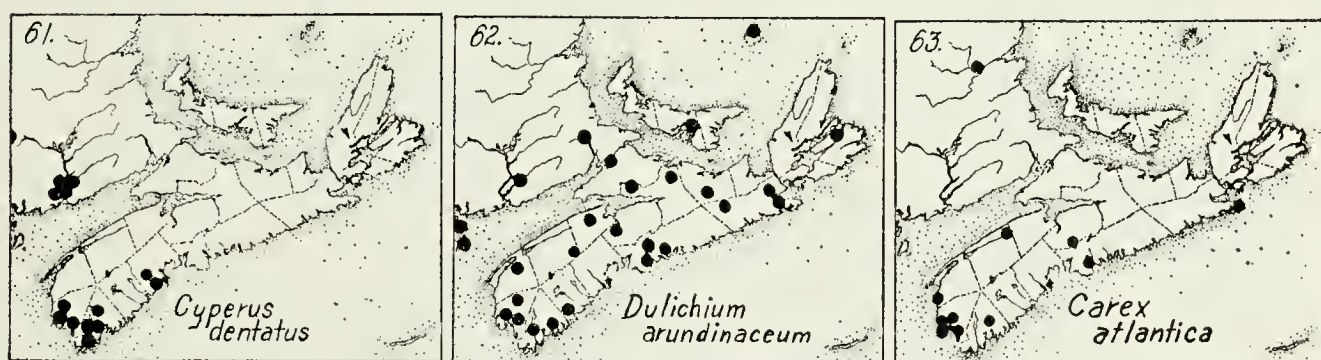 61.
Cyperus
dentatus
62.
Dulichium
arundinaceum
63.
Carex
atlantica